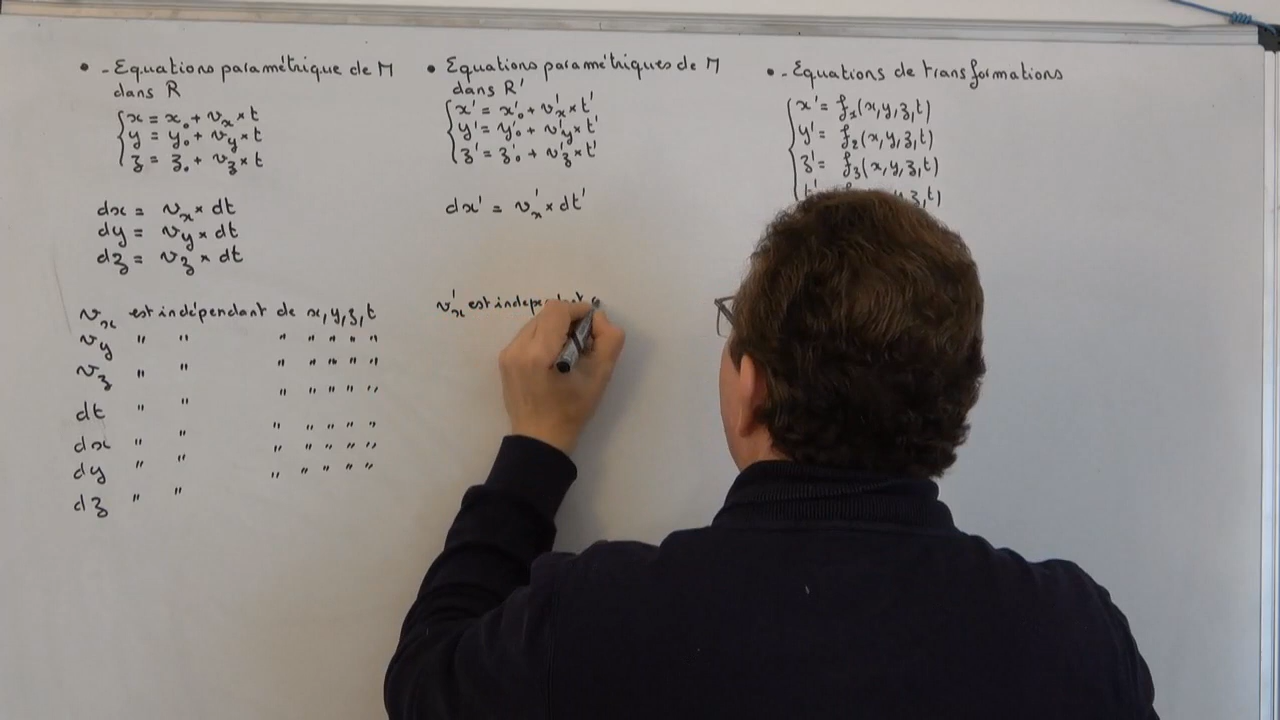 • - Equations paramétrique de M
dans R
x = x₀ + vₓ × t
y = y₀ + v_y × t
z = z₀ + v_z × t
dx = vₓ × dt
dy = v_y × dt
dz = v_z × dt
vₓ est indépendant de x, y, z, t
v_y " " " " " " "
v_z " " " " " " "
dt " " " " " " "
dx " " " " " " "
dy " " " " " " "
dz " " " " " " "
• Equations paramétriques de M
dans R'
x' = x'₀ + v'ₓ × t'
y' = y'₀ + v'_y × t'
z' = z'₀ + v'_z × t'
dx' = v'ₓ × dt'
v'ₓ est
• - Equations de transformations
x' = f₁(x, y, z, t)
y' = f₂(x, y, z, t)
z' = f₃(x, y, z, t)
t' z, t)